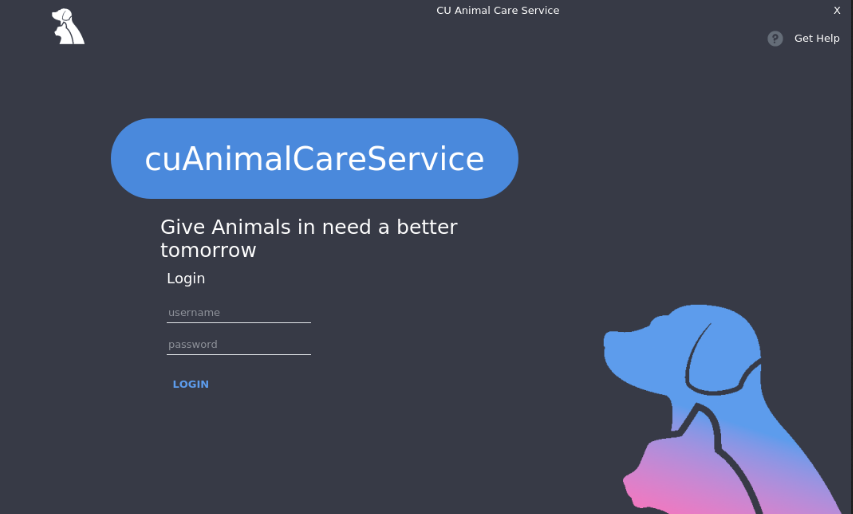 CU Animal Care Service
X
? Get Help
cuAnimalCareService
Give Animals in need a better
tomorrow
Login
username
password
LOGIN